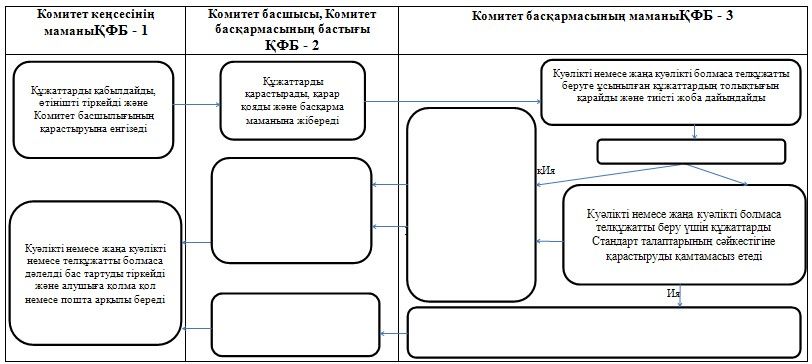 Комитет кеңсесінің
маманыҚФБ - 1
Комитет басшысы, Комитет
басқармасының бастығы
ҚФБ - 2
Комитет басқармасының маманыҚФБ - 3
Құжаттарды қабылдайды,
өтінішті тіркейді және
Комитет басшылығының
қарастыруына енгізеді
Құжаттарды
қарастырады, қарар
қояды және басқарма
маманына жібереді
Куәлікті немесе жаңа куәлікті болмаса телқұжатты
беруге ұсынылған құжаттардың толықтығын
қарайды және тиісті жоба дайындайды
кИя
Куәлікті немесе жаңа куәлікті болмаса
телқұжатты беру үшін құжаттарды
Стандарт талаптарының сәйкестігіне
қарастыруды қамтамасыз етеді
Ия
Куәлікті немесе жаңа куәлікті
немесе телқұжатты болмаса
дәлелді бас тартуды тіркейді
және алушыға қолма қол
немесе пошта арқылы береді